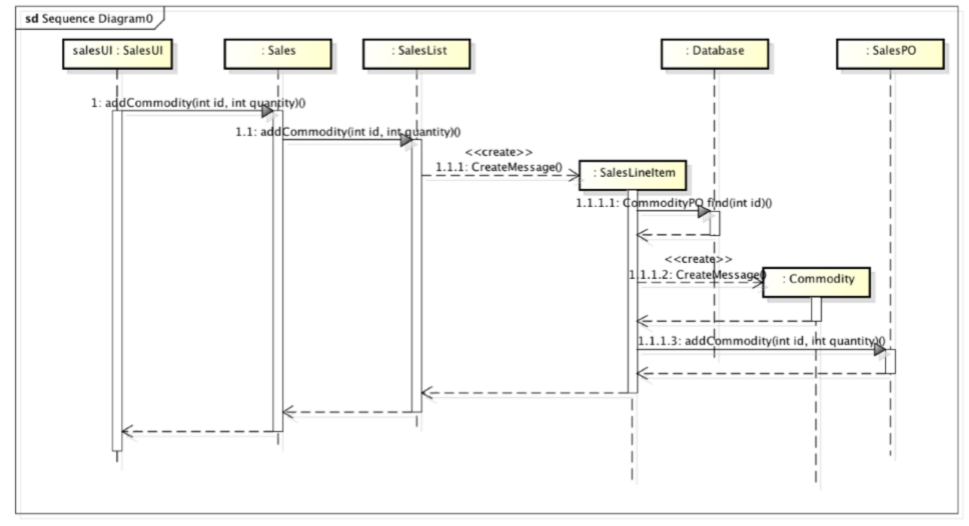 sd Sequence Diagram0
salesUI : SalesUI
: Sales
: SalesList
: Database
: SalesPO
1: addCommodity(int id, int quantity)()
1.1: addCommodity(int id, int quantity)()
<<create>>
1.1.1: CreateMessage()
: SalesLineItem
1.1.1.1: CommodityPO find(int id)()
<<create>>
1.1.1.2: CreateMessage()
: Commodity
1.1.1.3: addCommodity(int id, int quantity)()